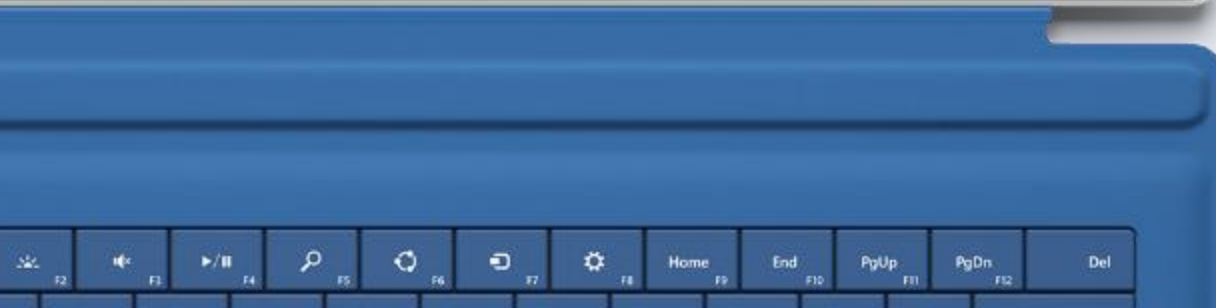 Home End PgUp PgDn Del
F2 F3 F4 F5 F6 F7 F8 F9 F10 F11 F12